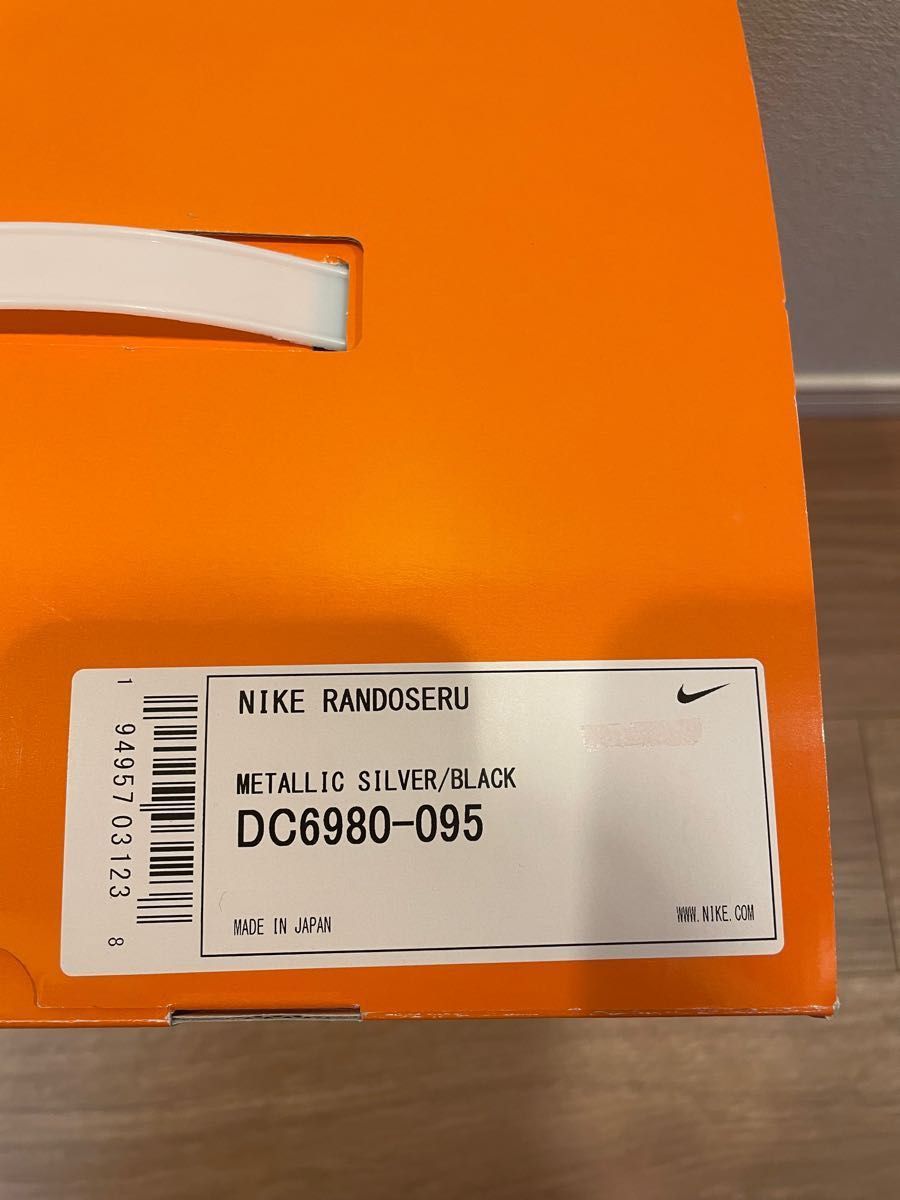 NIKE RANDOSERU
METALLIC SILVER/BLACK
DC6980-095
MADE IN JAPAN
WWW.NIKE.COM
1 94957 03123 8